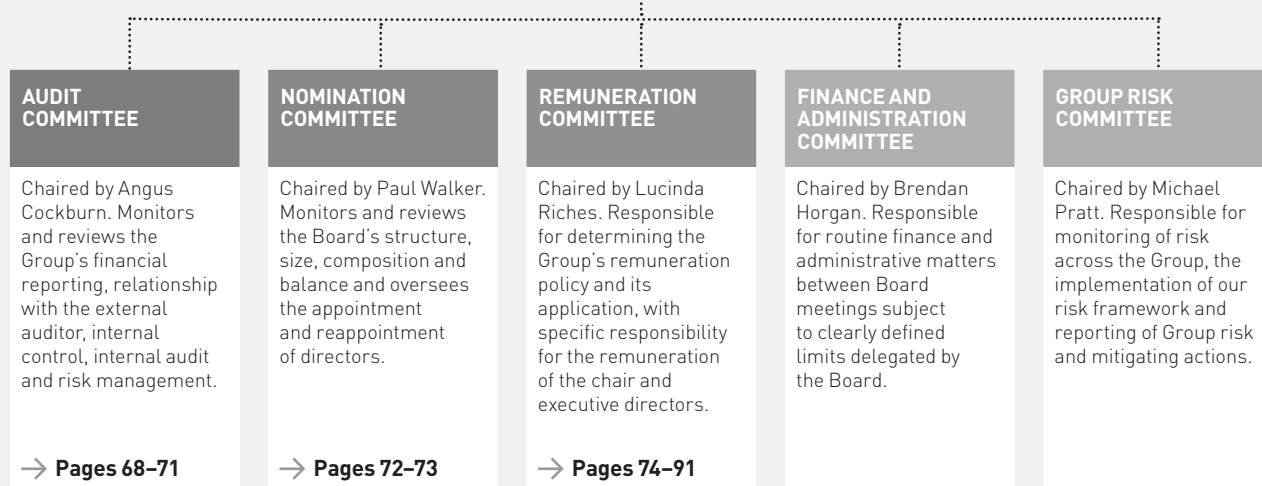 AUDIT
COMMITTEE
Chaired by Angus
Cockburn. Monitors
and reviews the
Group's financial
reporting, relationship
with the external
auditor, internal
control, internal audit
and risk management.
→ Pages 68–71
NOMINATION
COMMITTEE
Chaired by Paul Walker.
Monitors and reviews
the Board's structure,
size, composition and
balance and oversees
the appointment
and reappointment
of directors.
→ Pages 72–73
REMUNERATION
COMMITTEE
Chaired by Lucinda
Riches. Responsible
for determining the
Group's remuneration
policy and its
application, with
specific responsibility
for the remuneration
of the chair and
executive directors.
→ Pages 74–91
FINANCE AND
ADMINISTRATION
COMMITTEE
Chaired by Brendan
Horgan. Responsible
for routine finance and
administrative matters
between Board
meetings subject
to clearly defined
limits delegated by
the Board.
GROUP RISK
COMMITTEE
Chaired by Michael
Pratt. Responsible for
monitoring of risk
across the Group, the
implementation of our
risk framework and
reporting of Group risk
and mitigating actions.